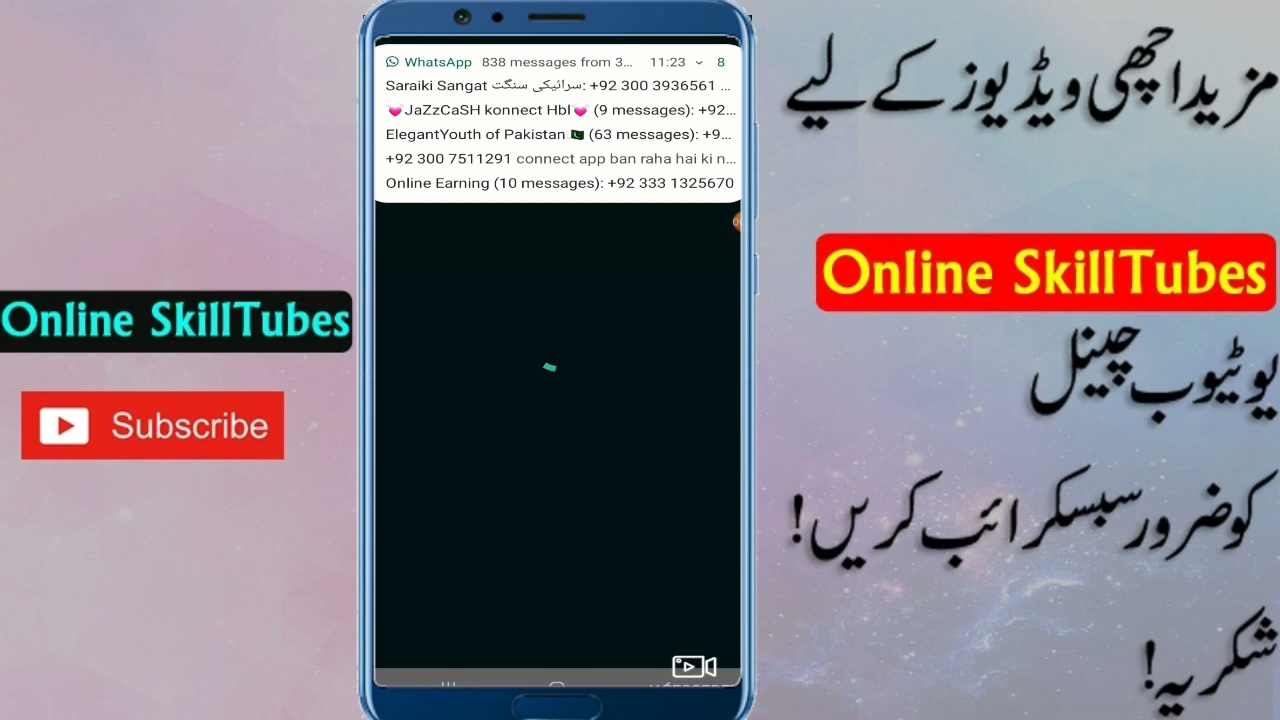 Online SkillTubes
Subscribe
WhatsApp 838 messages from 3... 11:23 8
Saraiki Sangat سرائیکی سنگت: +92 300 3936561 ...
💓JaZzCaSH konnect Hbl💓 (9 messages): +92...
ElegantYouth of Pakistan 🇵🇰 (63 messages): +9...
+92 300 7511291 connect app ban raha hai ki n...
Online Earning (10 messages): +92 333 1325670
مزید اچھی ویڈیوز کے لیے
Online SkillTubes
یوٹیوب چینل
کو ضرور سبسکرائب کریں!
شکریہ!